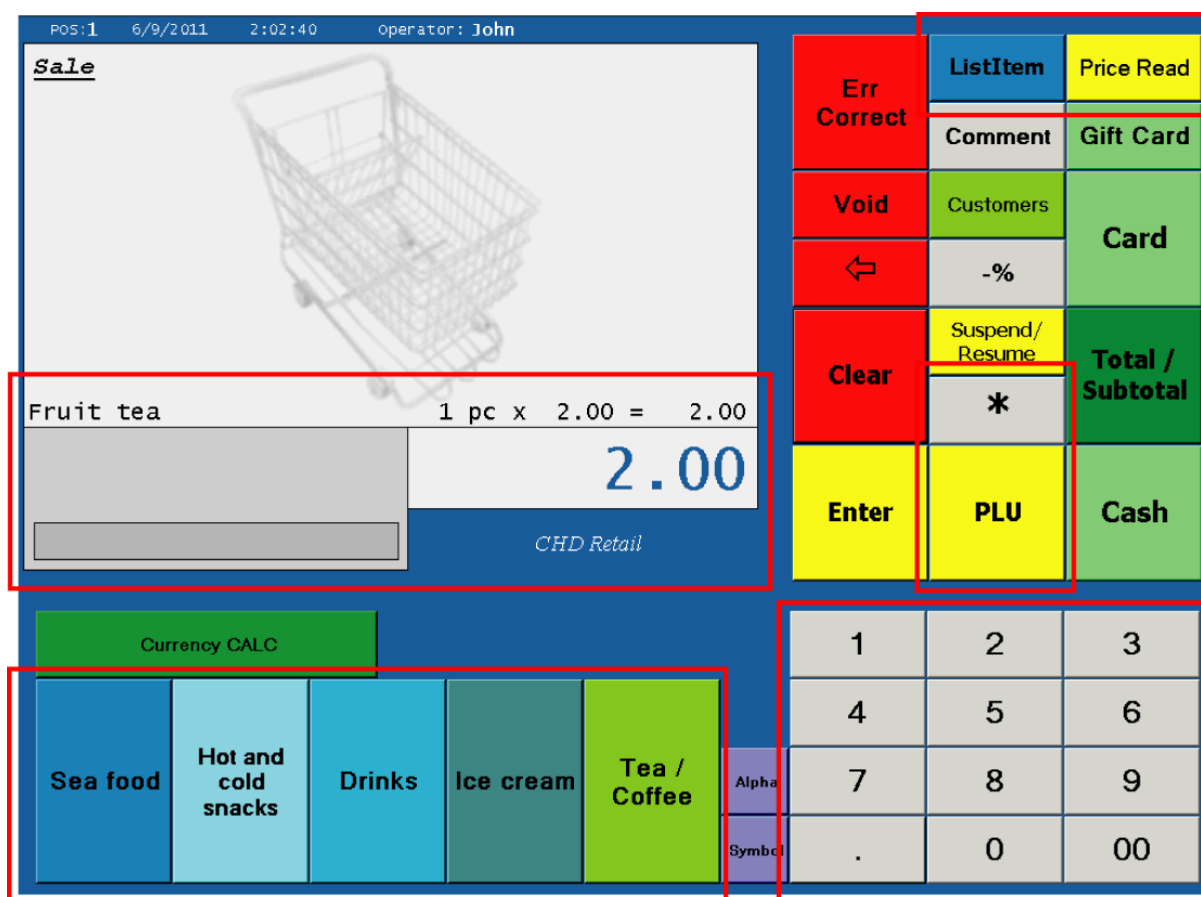 POS:1 6/9/2011 2:02:40 Operator: John
Sale
Fruit tea 1 pc x 2.00 = 2.00
2.00
CHD Retail
Err
Correct
ListItem
Price Read
Comment
Gift Card
Void
Customers
Card
⇦
-%
Clear
Suspend/
Resume
Total /
Subtotal
*
Enter
PLU
Cash
Currency CALC
Sea food
Hot and
cold
snacks
Drinks
Ice cream
Tea /
Coffee
Alpha
Symbol
1 2 3
4 5 6
7 8 9
. 0 00